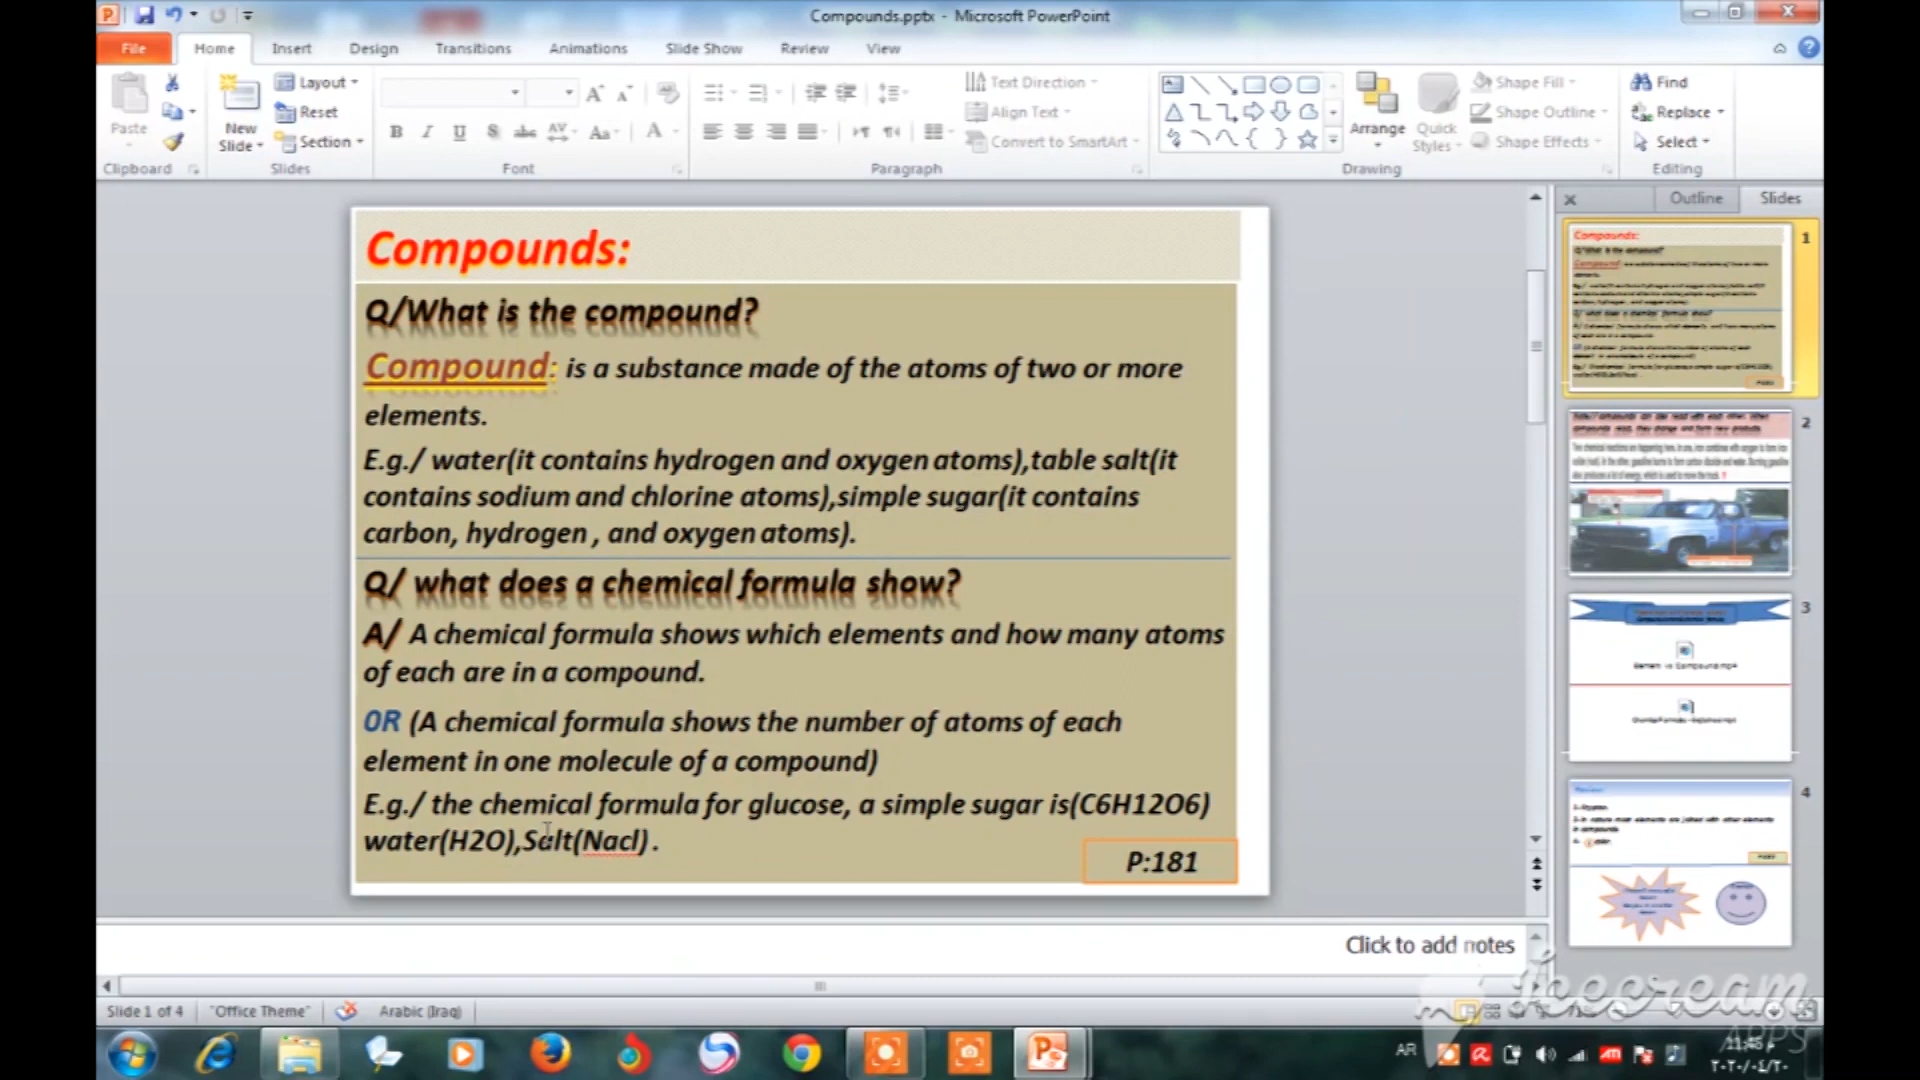 Compounds.pptx - Microsoft PowerPoint
File Home Insert Design Transitions Animations Slide Show Review View
Paste
Clipboard
New Slide
Layout
Reset
Section
Slides
Font
Text Direction
Align Text
Convert to SmartArt
Paragraph
Arrange
Quick Styles
Shape Fill
Shape Outline
Shape Effects
Drawing
Find
Replace
Select
Editing
Outline Slides
Compounds:
Q/What is the compound?
Compound: is a substance made of the atoms of two or more
elements.
E.g./ water(it contains hydrogen and oxygen atoms),table salt(it
contains sodium and chlorine atoms),simple sugar(it contains
carbon, hydrogen , and oxygen atoms).
Q/ what does a chemical formula show?
A/ A chemical formula shows which elements and how many atoms
of each are in a compound.
OR (A chemical formula shows the number of atoms of each
element in one molecule of a compound)
E.g./ the chemical formula for glucose, a simple sugar is(C6H12O6)
water(H2O),Salt(Nacl) .
P:181
1
2
3
4
Click to add notes
Slide 1 of 4 "Office Theme" Arabic (Iraq)
icecream
APPS
AR